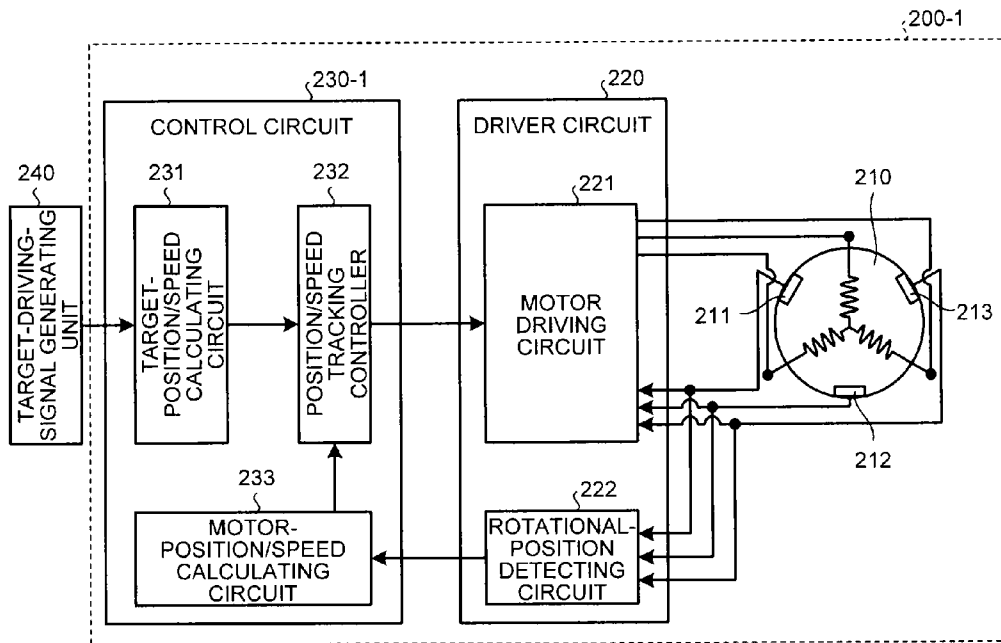 200-1
230-1
220
CONTROL CIRCUIT
DRIVER CIRCUIT
240
231
232
221
210
TARGET-DRIVING-
SIGNAL GENERATING
UNIT
TARGET-
POSITION/SPEED
CALCULATING
CIRCUIT
POSITION/SPEED
TRACKING
CONTROLLER
MOTOR
DRIVING
CIRCUIT
211
213
212
233
222
MOTOR-
POSITION/SPEED
CALCULATING
CIRCUIT
ROTATIONAL-
POSITION
DETECTING
CIRCUIT